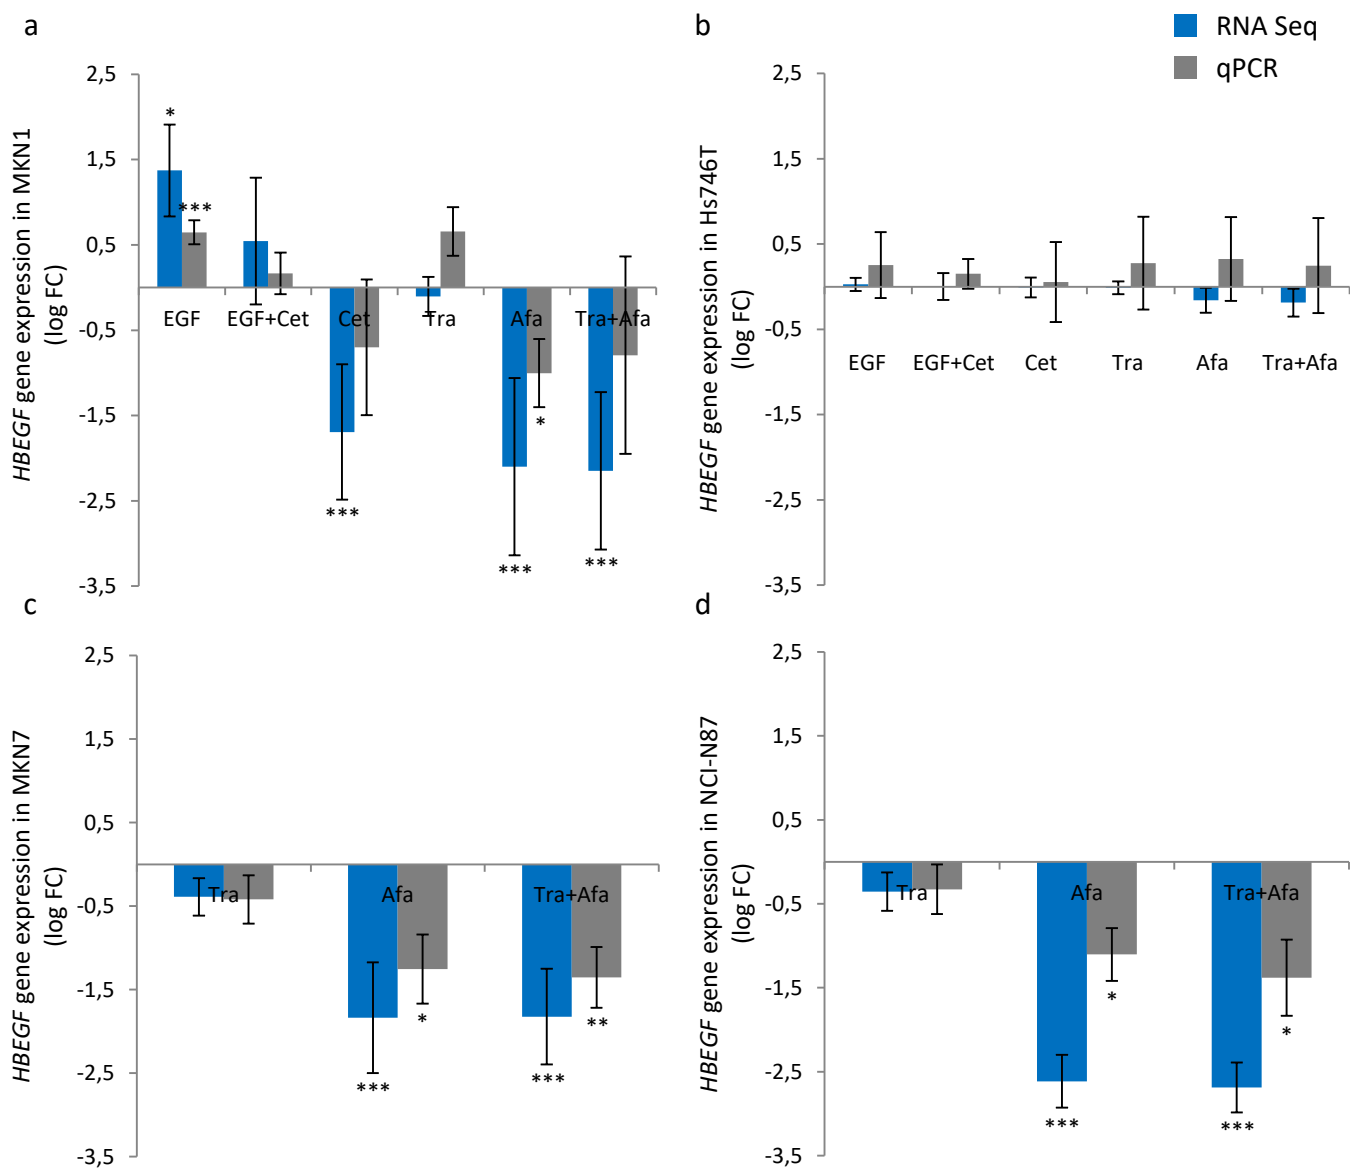 a
b
RNA Seq
qPCR
HBEGF gene expression in MKN1
(log FC)
2,5
1,5
0,5
-0,5
-1,5
-2,5
-3,5
*
***
EGF
EGF+Cet
Cet
Tra
Afa
Tra+Afa
***
***
*
***
HBEGF gene expression in Hs746T
(log FC)
2,5
1,5
0,5
-0,5
-1,5
-2,5
-3,5
EGF
EGF+Cet
Cet
Tra
Afa
Tra+Afa
c
d
HBEGF gene expression in MKN7
(log FC)
2,5
1,5
0,5
-0,5
-1,5
-2,5
-3,5
Tra
Afa
Tra+Afa
***
*
***
**
HBEGF gene expression in NCI-N87
(log FC)
2,5
1,5
0,5
-0,5
-1,5
-2,5
-3,5
Tra
Afa
Tra+Afa
***
*
***
*